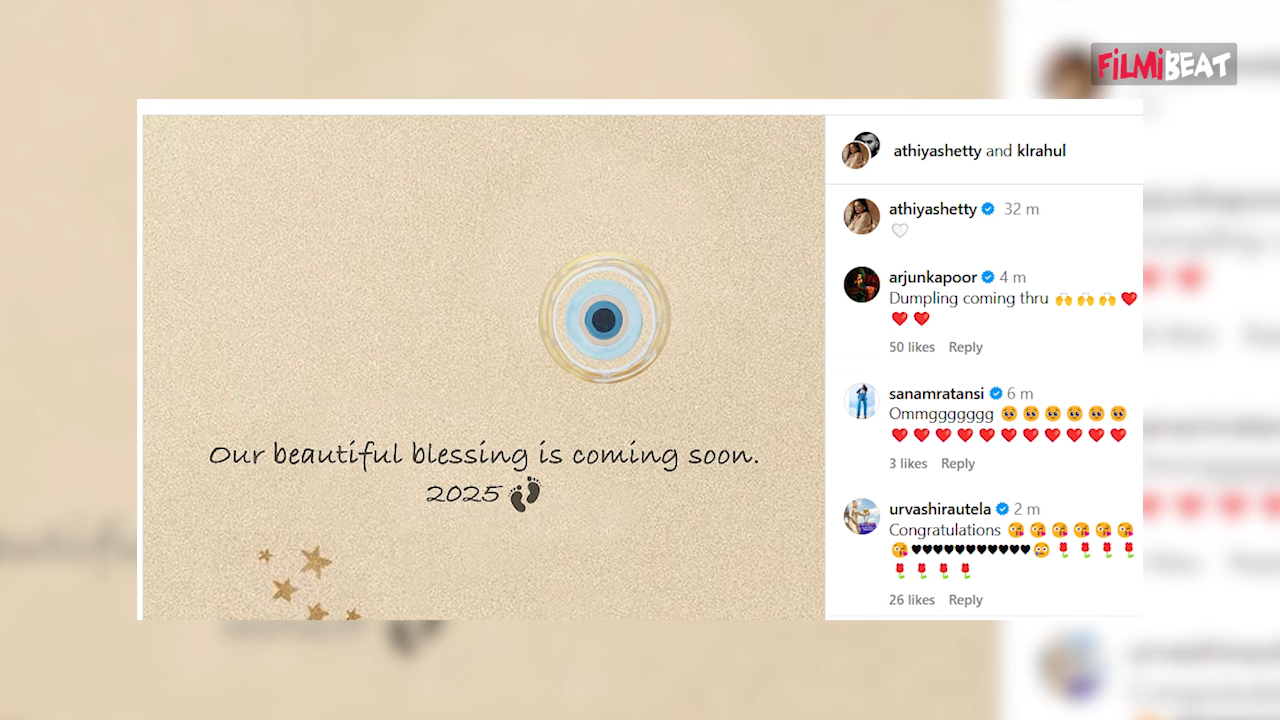 FILMIBEAT
athiyashetty and klrahul
athiyashetty 32 m
🤍
arjunkapoor 4 m
Dumpling coming thru 🙌 🙌 🙌 ❤️
❤️ ❤️
50 likes Reply
sanamratansi 6 m
Ommggggggg 🥺 🥺 🥺 🥺 🥺 🥺
❤️ ❤️ ❤️ ❤️ ❤️ ❤️ ❤️ ❤️ ❤️ ❤️ ❤️
3 likes Reply
urvashirautela 2 m
Congratulations 😘 😘 😘 😘 😘 😘
😘 ♥♥♥♥♥♥♥♥♥♥♥ 😢 🌷 🌷 🌷 🌷
🌷 🌷 🌷 🌷
26 likes Reply
Our beautiful blessing is coming soon.
2025 👣